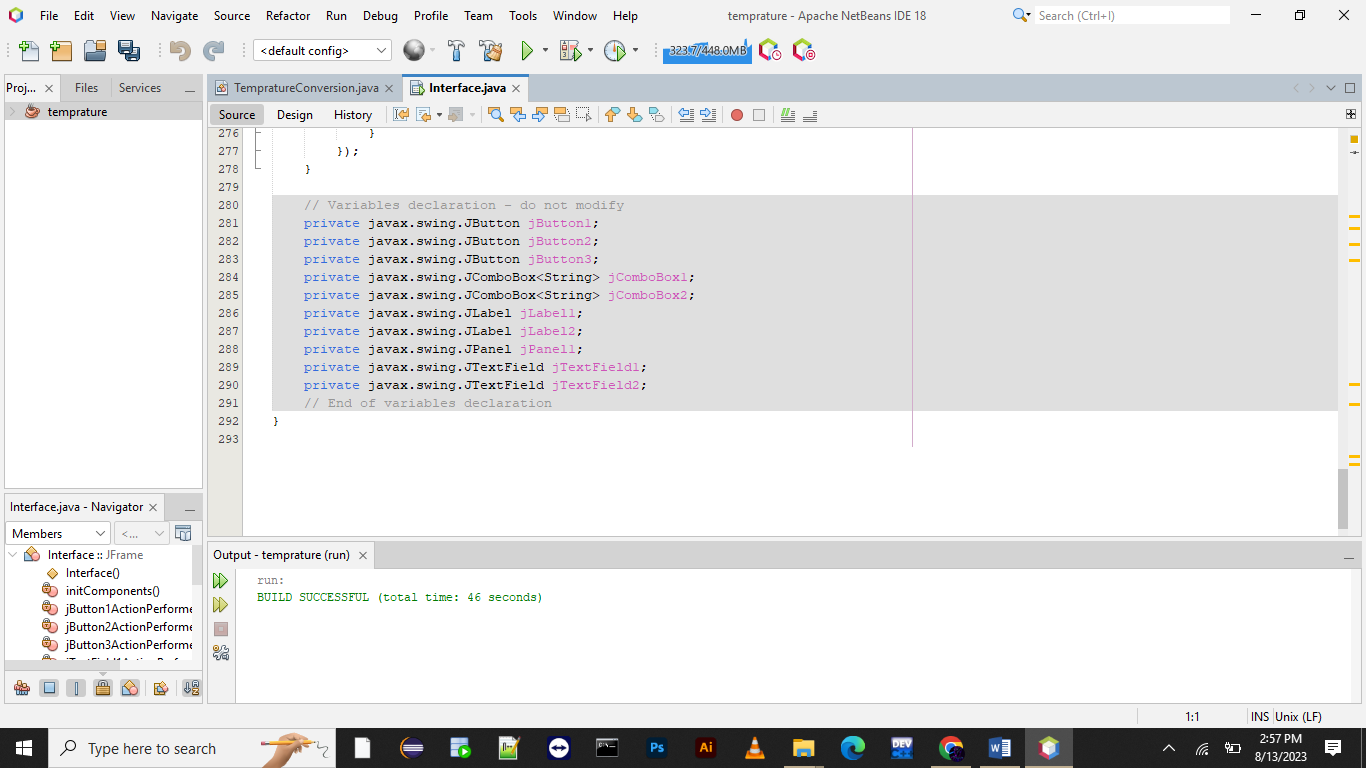 File Edit View Navigate Source Refactor Run Debug Profile Team Tools Window Help
temprature - Apache NetBeans IDE 18
Search (Ctrl+I)
<default config>
323.7/448.0MB
Proj... Files Services
TempratureConversion.java Interface.java
temprature
Source Design History
276 }
277 });
278 }
279
280 // Variables declaration - do not modify
281 private javax.swing.JButton jButton1;
282 private javax.swing.JButton jButton2;
283 private javax.swing.JButton jButton3;
284 private javax.swing.JComboBox<String> jComboBox1;
285 private javax.swing.JComboBox<String> jComboBox2;
286 private javax.swing.JLabel jLabel1;
287 private javax.swing.JLabel jLabel2;
288 private javax.swing.JPanel jPanel1;
289 private javax.swing.JTextField jTextField1;
290 private javax.swing.JTextField jTextField2;
291 // End of variables declaration
292 }
293
Interface.java - Navigator
Members <...
Interface :: JFrame
Interface()
initComponents()
jButton1ActionPerforme
jButton2ActionPerforme
jButton3ActionPerforme
Output - temprature (run)
run:
BUILD SUCCESSFUL (total time: 46 seconds)
1:1 INS Unix (LF)
Type here to search
Ps
Ai
DEV
2:57 PM
8/13/2023